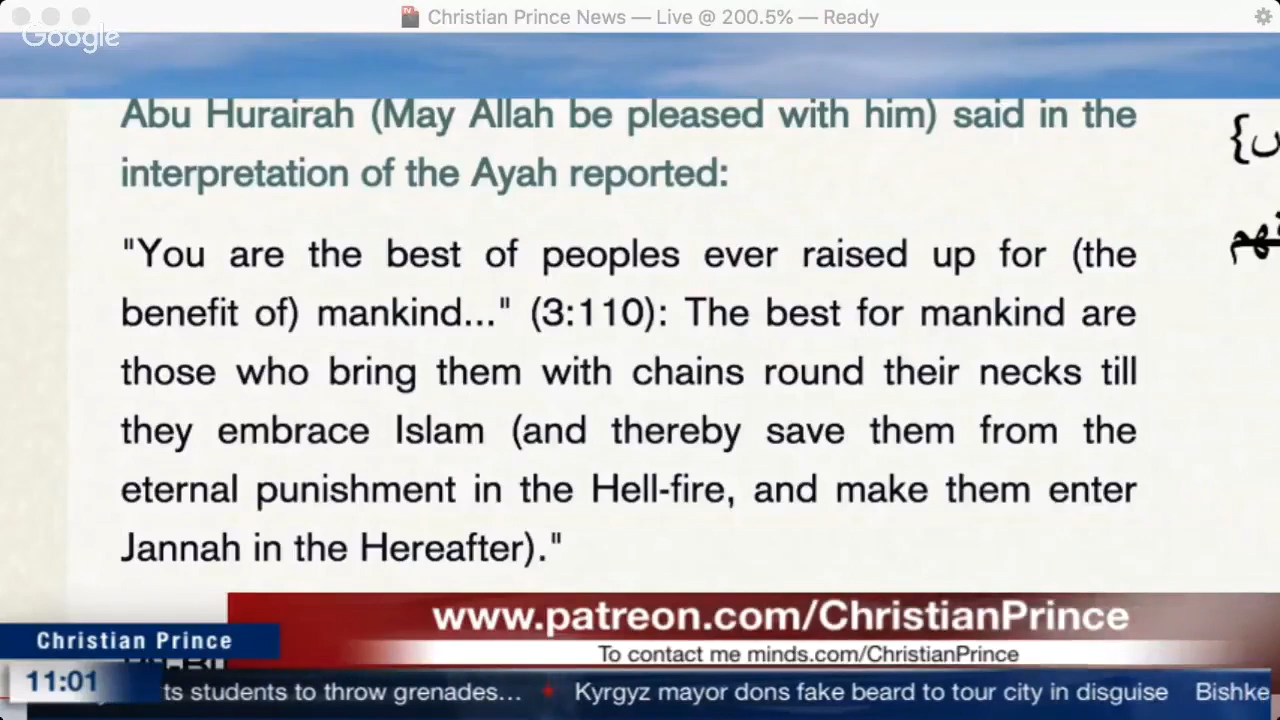 Christian Prince News — Live @ 200.5% — Ready
Google
Abu Hurairah (May Allah be pleased with him) said in the
interpretation of the Ayah reported:
"You are the best of peoples ever raised up for (the
benefit of) mankind..." (3:110): The best for mankind are
those who bring them with chains round their necks till
they embrace Islam (and thereby save them from the
eternal punishment in the Hell-fire, and make them enter
Jannah in the Hereafter)."
www.patreon.com/ChristianPrince
Christian Prince
To contact me minds.com/ChristianPrince
11:01
ts students to throw grenades... Kyrgyz mayor dons fake beard to tour city in disguise Bishke